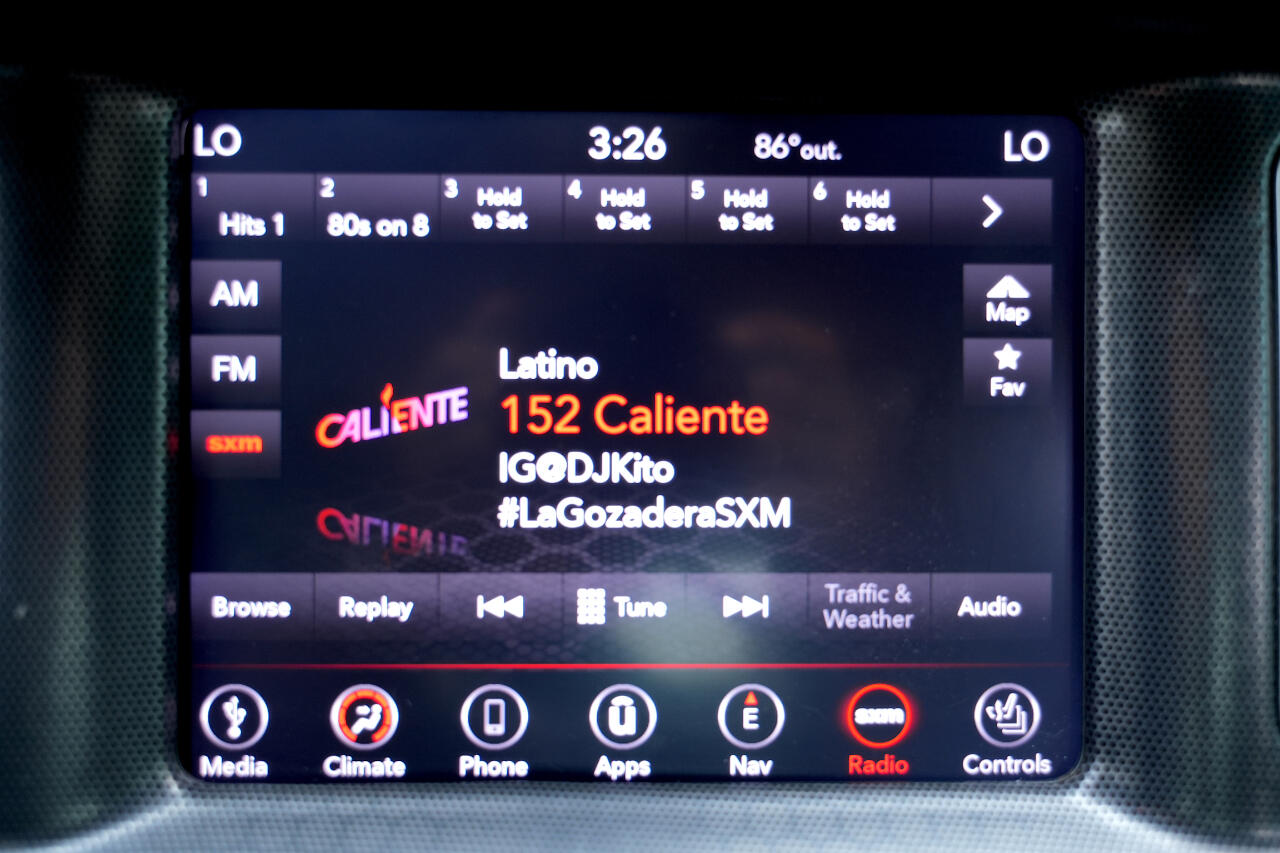 LO 3:26 86°out. LO
1 Hits 1
2 80s on 8
3 Hold to Set
4 Hold to Set
5 Hold to Set
6 Hold to Set
AM
Map
FM
Fav
sxm
CALIENTE
Latino
152 Caliente
IG@DJKito
#LaGozaderaSXM
Browse Replay Tune Traffic & Weather Audio
E sxm
Media Climate Phone Apps Nav Radio Controls